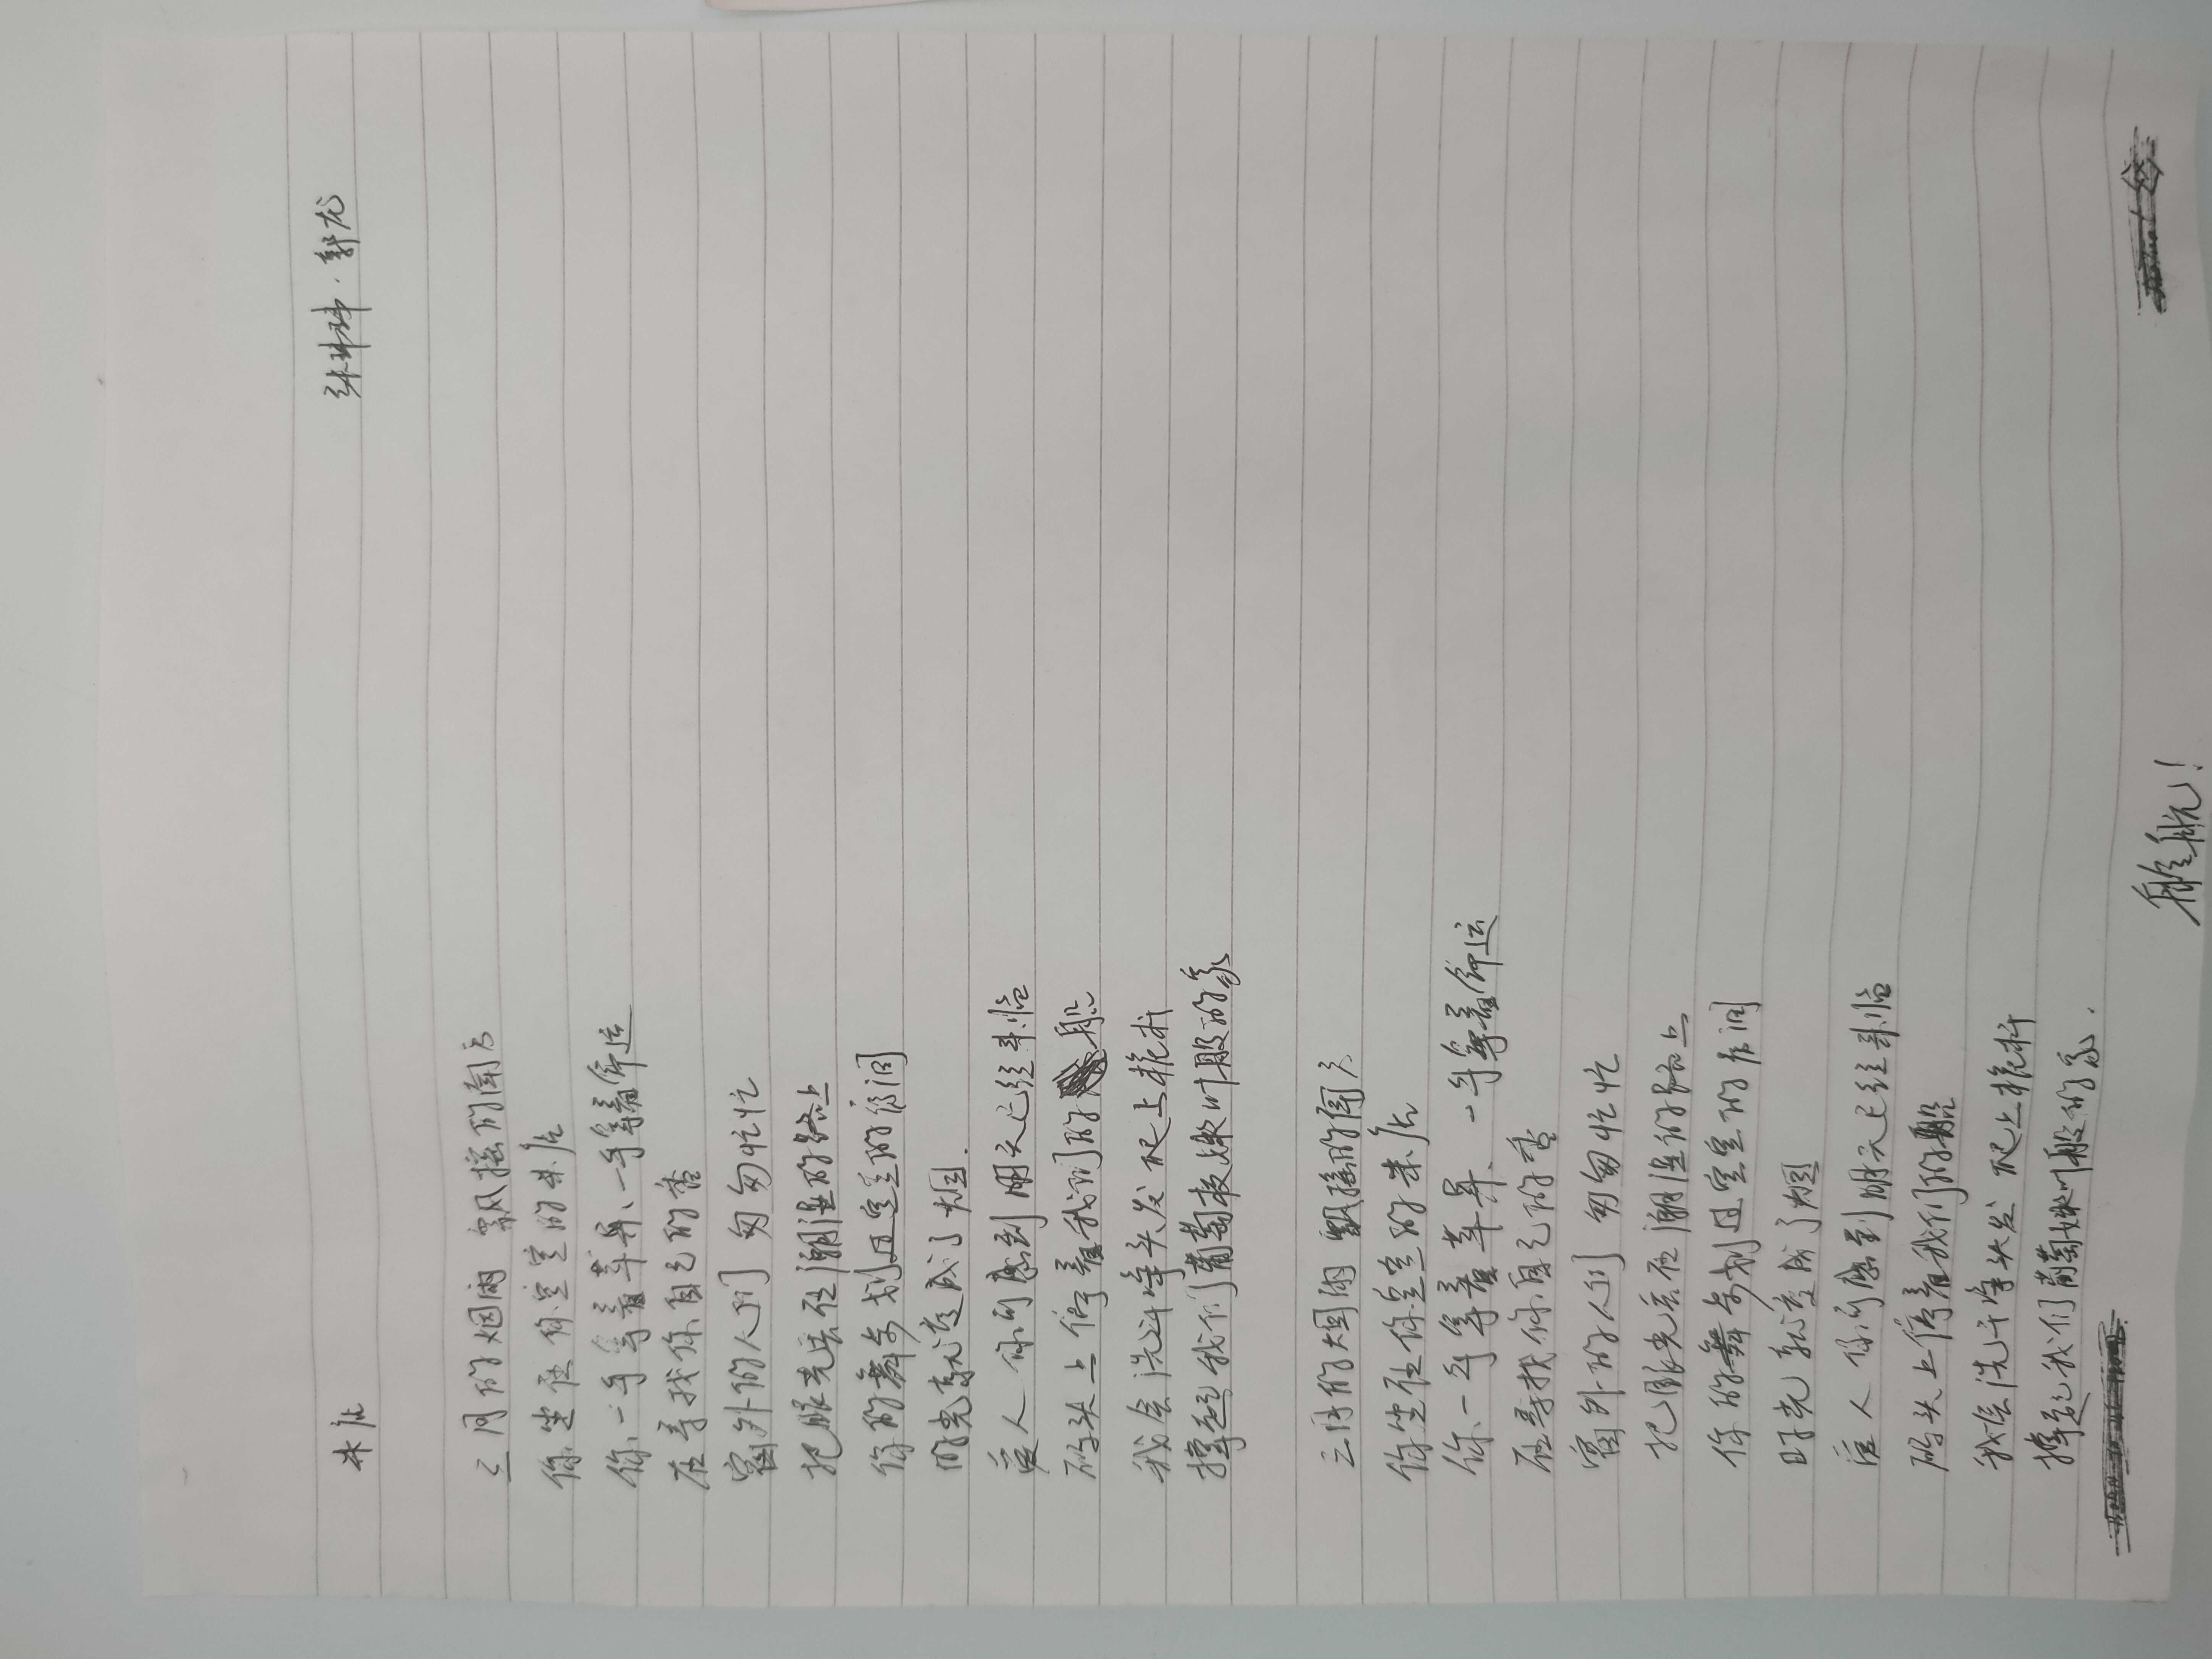 米店 张玮玮·郭龙
三月的烟雨 飘摇的南方
你坐在你空空的米店
你一手拿着苹果、一手拿着命运
在寻找你自己的香
窗外的人们 匆匆忙忙
把眼光丢在潮湿的路上
你的舞步划过空空的房间
时光就变成了烟.
爱人 你可感到 明天已经来临
码头上停着我们的船
我会洗干净头发 爬上桅杆
撑起我们葡萄枝嫩叶般的家
三月的烟雨 飘摇的南方
你坐在你空空的米店
你一手拿着苹果、一手拿着命运
在寻找你自己的香
窗外的人们 匆匆忙忙
把眼光丢在潮湿的路上
你的舞步划过空空的房间
时光就变成了烟
爱人 你可感到明天已经来临
码头上停着我们的船
我会洗干净头发 爬上桅杆
撑起我们葡萄嫩叶般的家.
航!